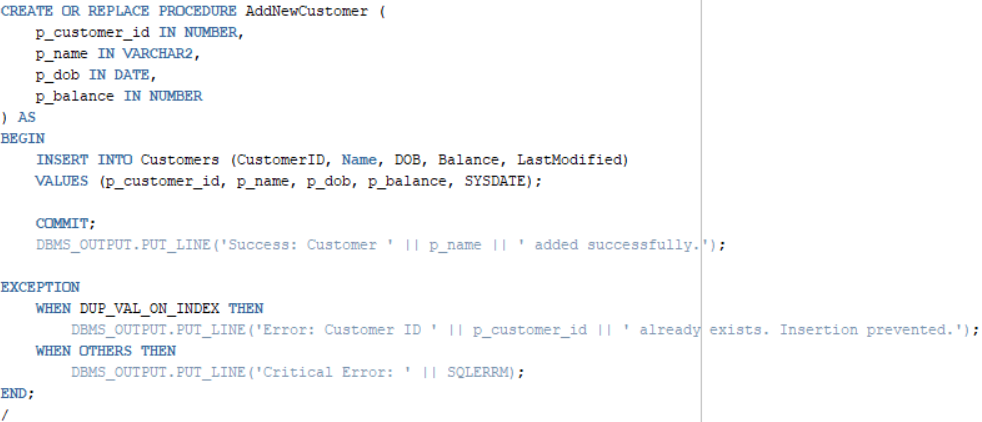 CREATE OR REPLACE PROCEDURE AddNewCustomer (
    p_customer_id IN NUMBER,
    p_name IN VARCHAR2,
    p_dob IN DATE,
    p_balance IN NUMBER
) AS
BEGIN
    INSERT INTO Customers (CustomerID, Name, DOB, Balance, LastModified)
    VALUES (p_customer_id, p_name, p_dob, p_balance, SYSDATE);

    COMMIT;
    DBMS_OUTPUT.PUT_LINE('Success: Customer ' || p_name || ' added successfully.');

EXCEPTION
    WHEN DUP_VAL_ON_INDEX THEN
        DBMS_OUTPUT.PUT_LINE('Error: Customer ID ' || p_customer_id || ' already exists. Insertion prevented.');
    WHEN OTHERS THEN
        DBMS_OUTPUT.PUT_LINE('Critical Error: ' || SQLERRM);
END;
/